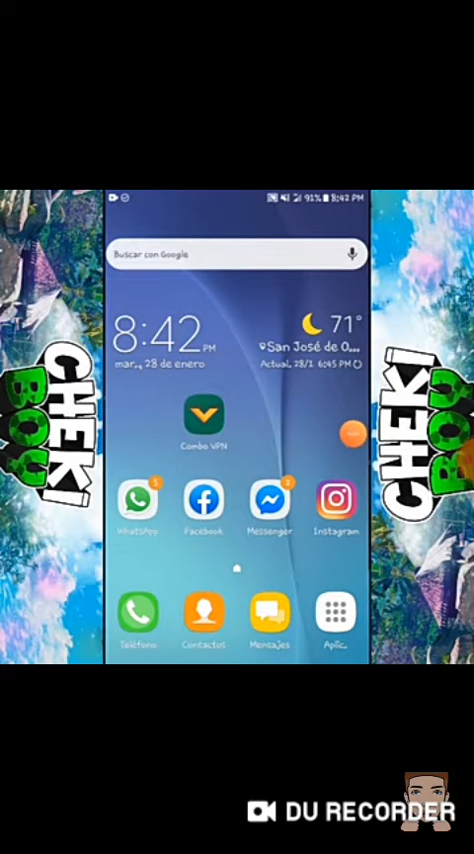 91% 8:42 PM
Buscar con Google
8:42 PM
mar., 28 de enero
71°
San José de O...
Actual. 28/1 6:45 PM
Combo VPN
5
3
WhatsApp
Facebook
Messenger
Instagram
Teléfono
Contactos
Mensajes
Aplic.
CHEKI
BOY
CHEKI
BOY
DU RECORDER